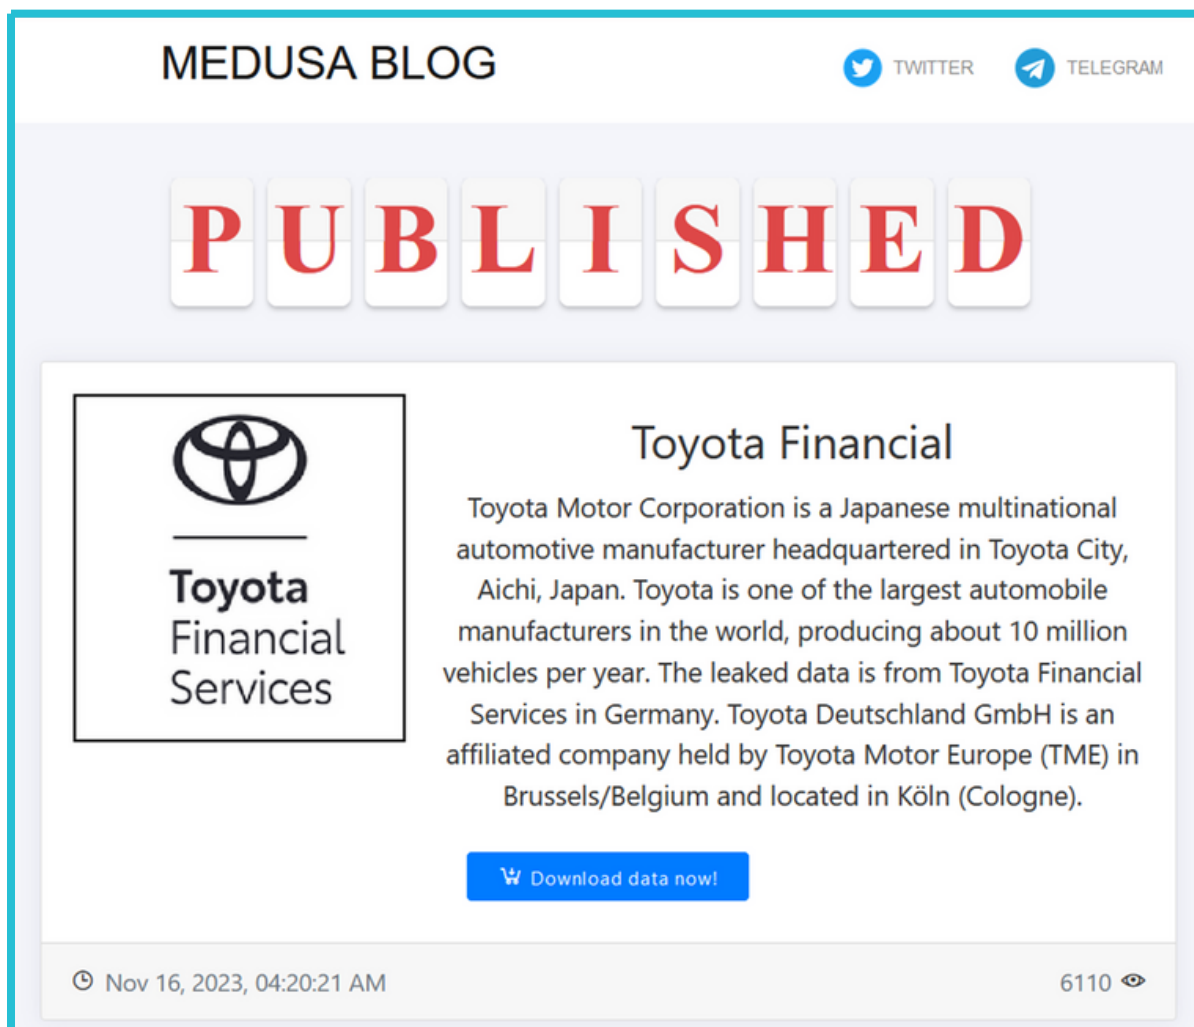 MEDUSA BLOG
TWITTER
TELEGRAM
PUBLISHED
Toyota
Financial
Services
Toyota Financial
Toyota Motor Corporation is a Japanese multinational
automotive manufacturer headquartered in Toyota City,
Aichi, Japan. Toyota is one of the largest automobile
manufacturers in the world, producing about 10 million
vehicles per year. The leaked data is from Toyota Financial
Services in Germany. Toyota Deutschland GmbH is an
affiliated company held by Toyota Motor Europe (TME) in
Brussels/Belgium and located in Köln (Cologne).
Download data now!
Nov 16, 2023, 04:20:21 AM
6110